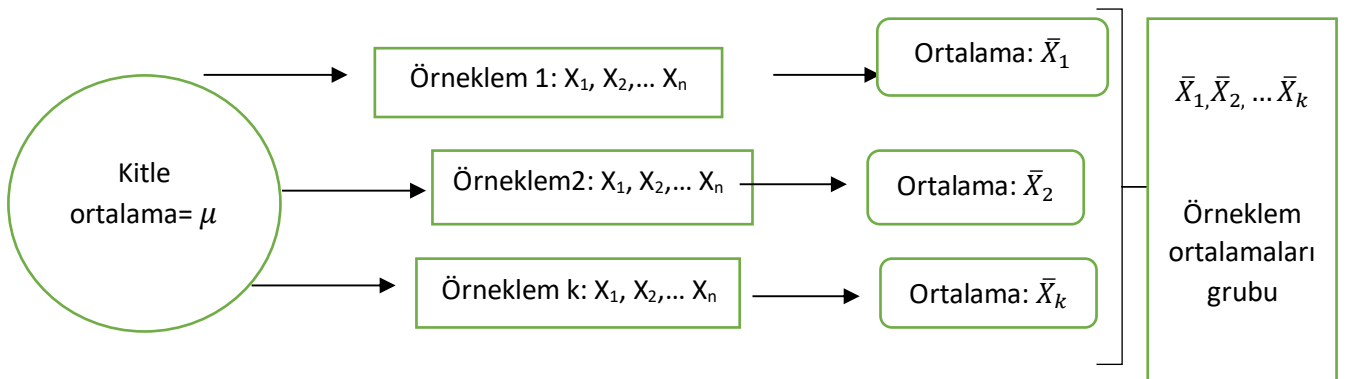 Kitle
ortalama= μ
Örneklem 1: X₁, X₂,... Xₙ
Ortalama: X̄₁
Örneklem2: X₁, X₂,... Xₙ
Ortalama: X̄₂
Örneklem k: X₁, X₂,... Xₙ
Ortalama: X̄ₖ
X̄₁, X̄₂, ... X̄ₖ
Örneklem
ortalamaları
grubu